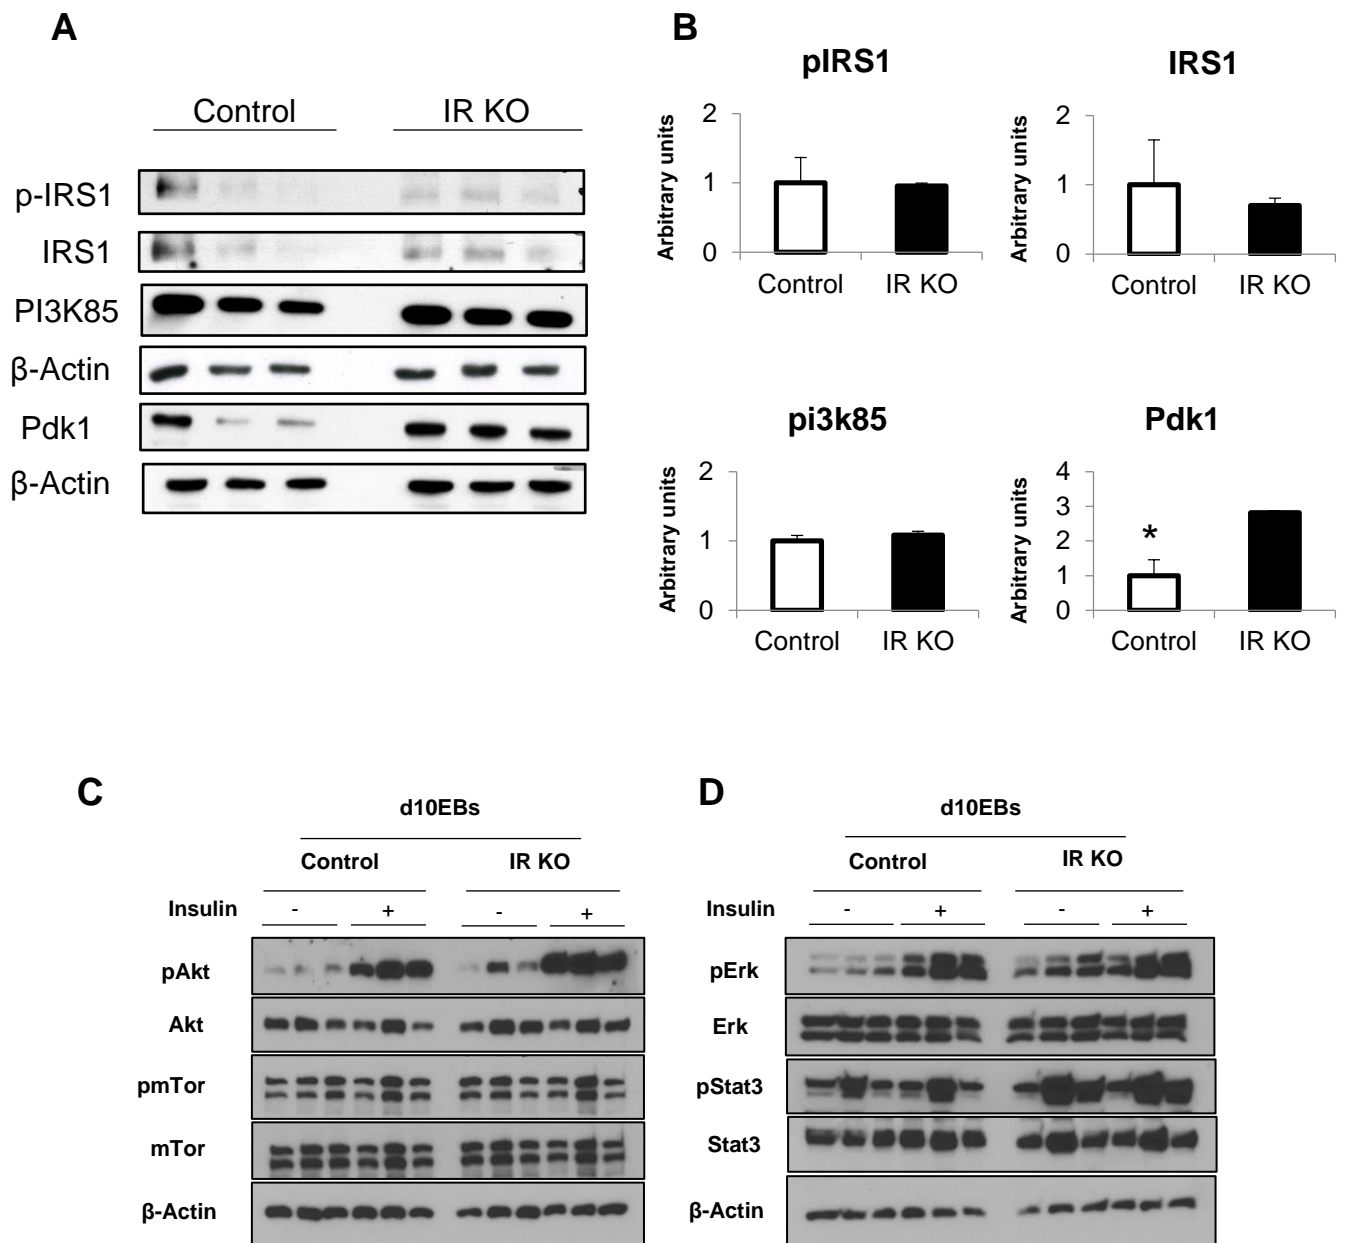 A
Control IR KO
p-IRS1
IRS1
PI3K85
β-Actin
Pdk1
β-Actin
B
pIRS1
Arbitrary units
2
1
0
Control IR KO
IRS1
Arbitrary units
2
1
0
Control IR KO
pi3k85
Arbitrary units
2
1
0
Control IR KO
Pdk1
Arbitrary units
4
3
2
1
0
*
Control IR KO
C
d10EBs
Control IR KO
Insulin - + - +
pAkt
Akt
pmTor
mTor
β-Actin
D
d10EBs
Control IR KO
Insulin - + - +
pErk
Erk
pStat3
Stat3
β-Actin